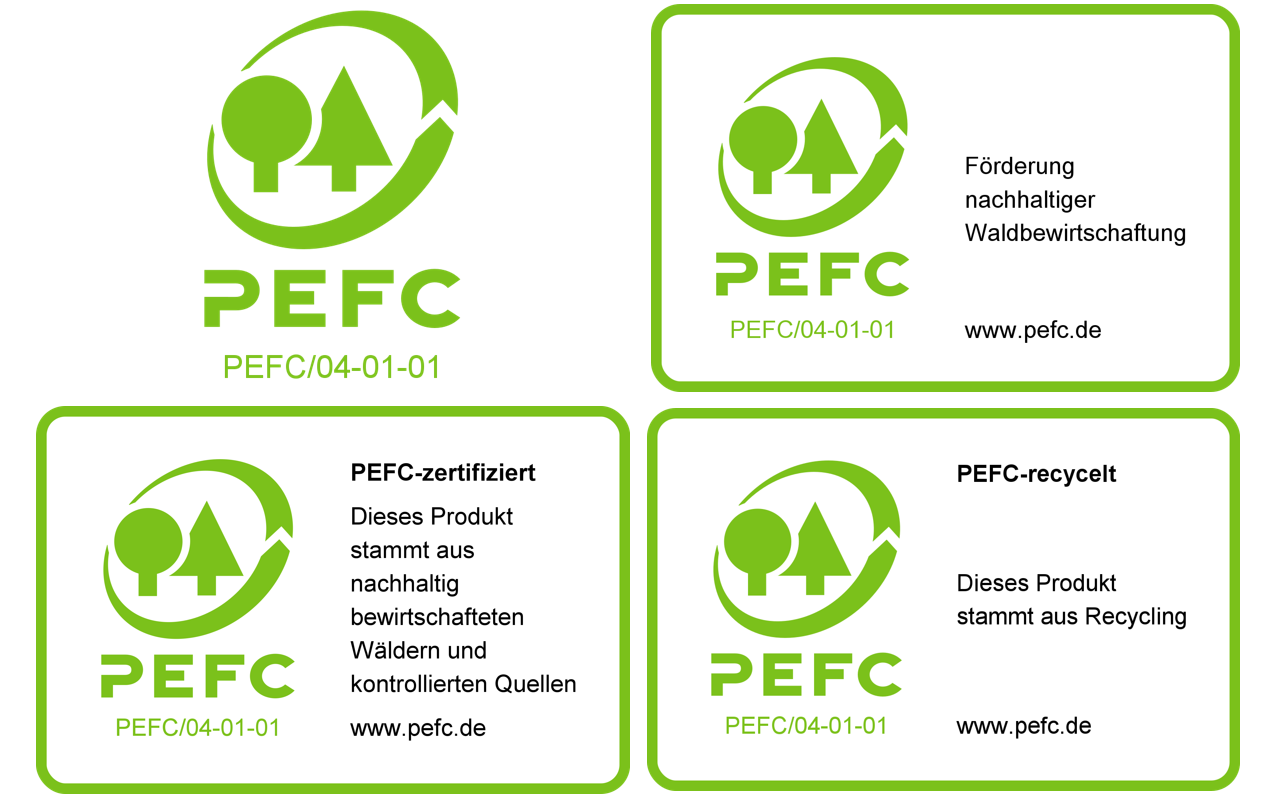 PEFC
PEFC/04-01-01
Förderung
nachhaltiger
Waldbewirtschaftung
PEFC
PEFC/04-01-01
www.pefc.de
PEFC-zertifiziert
Dieses Produkt
stammt aus
nachhaltig
bewirtschafteten
Wäldern und
kontrollierten Quellen
PEFC
PEFC/04-01-01
www.pefc.de
PEFC-recycelt
Dieses Produkt
stammt aus Recycling
PEFC
PEFC/04-01-01
www.pefc.de